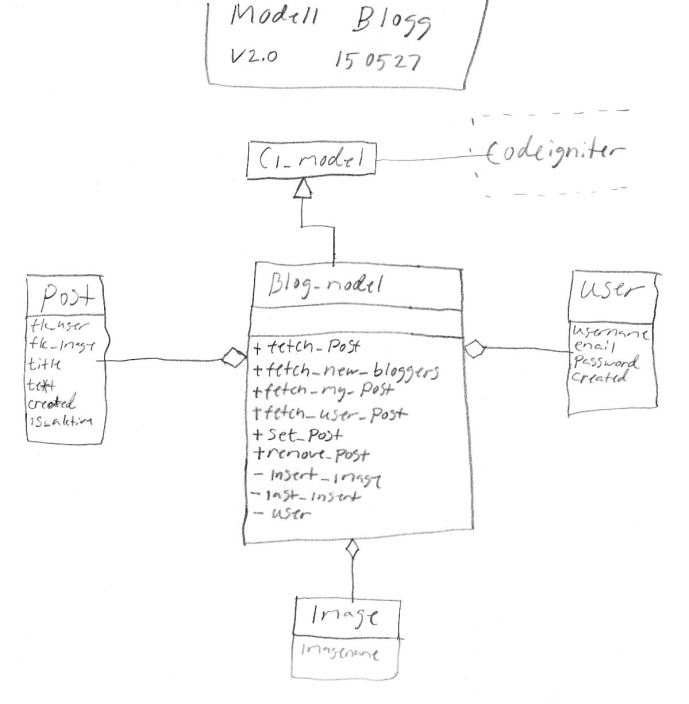 Modell Blogg
V2.0 150527
CI_model
Codeigniter
Blog_model
+ fetch_Post
+ fetch_new_bloggers
+ fetch_my_Post
+ fetch_user_Post
+ Set_Post
+ remove_Post
- Insert_image
- last_insert
- user
Post
fk_user
fk_image
title
text
created
is_aktiv
User
username
email
Password
Created
Image
Imagename